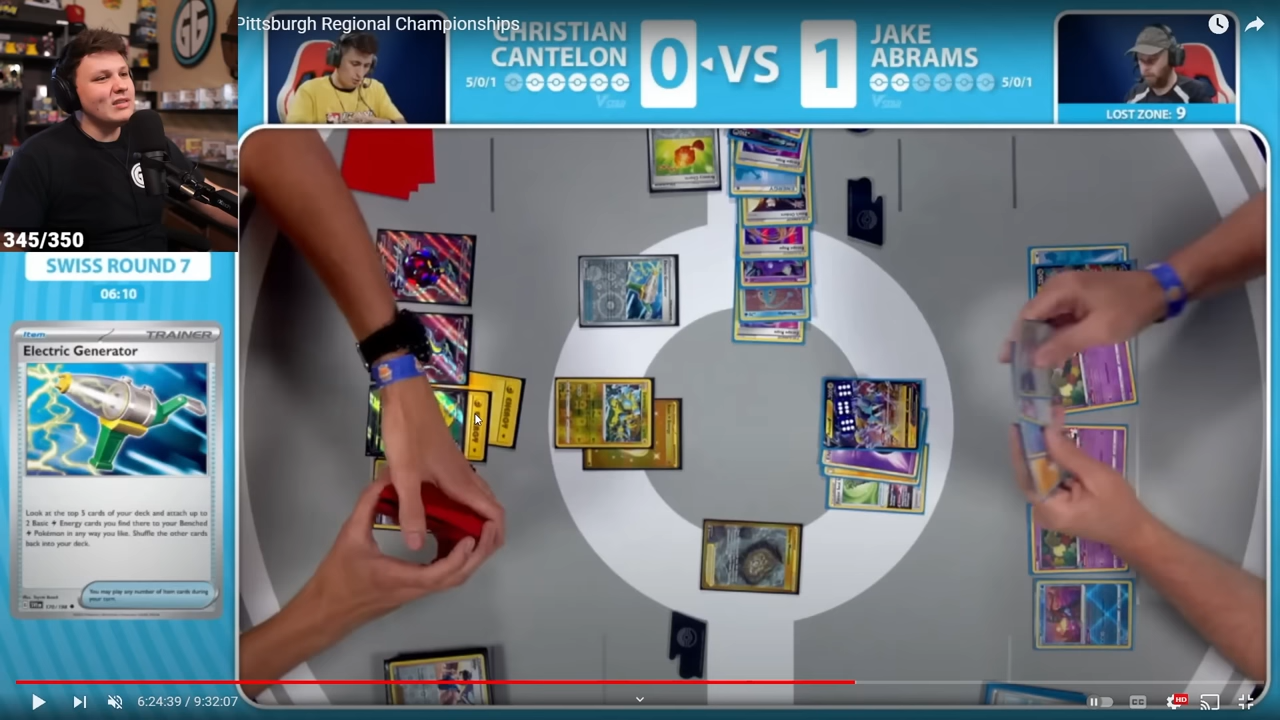 Pittsburgh Regional Championships
CHRISTIAN
CANTELON
5/0/1
0
VS
1
JAKE
ABRAMS
5/0/1
LOST ZONE: 9
345/350
SWISS ROUND 7
06:10
Item
TRAINER
Electric Generator
Look at the top 5 cards of your deck and attach up to
2 Basic Energy cards you find there to your Benched
Pokémon in any way you like. Shuffle the other cards
back into your deck.
You may play any number of Item cards during
your turn.
ENERGY
ENERGY
6:24:39 / 9:32:07
CC
HD